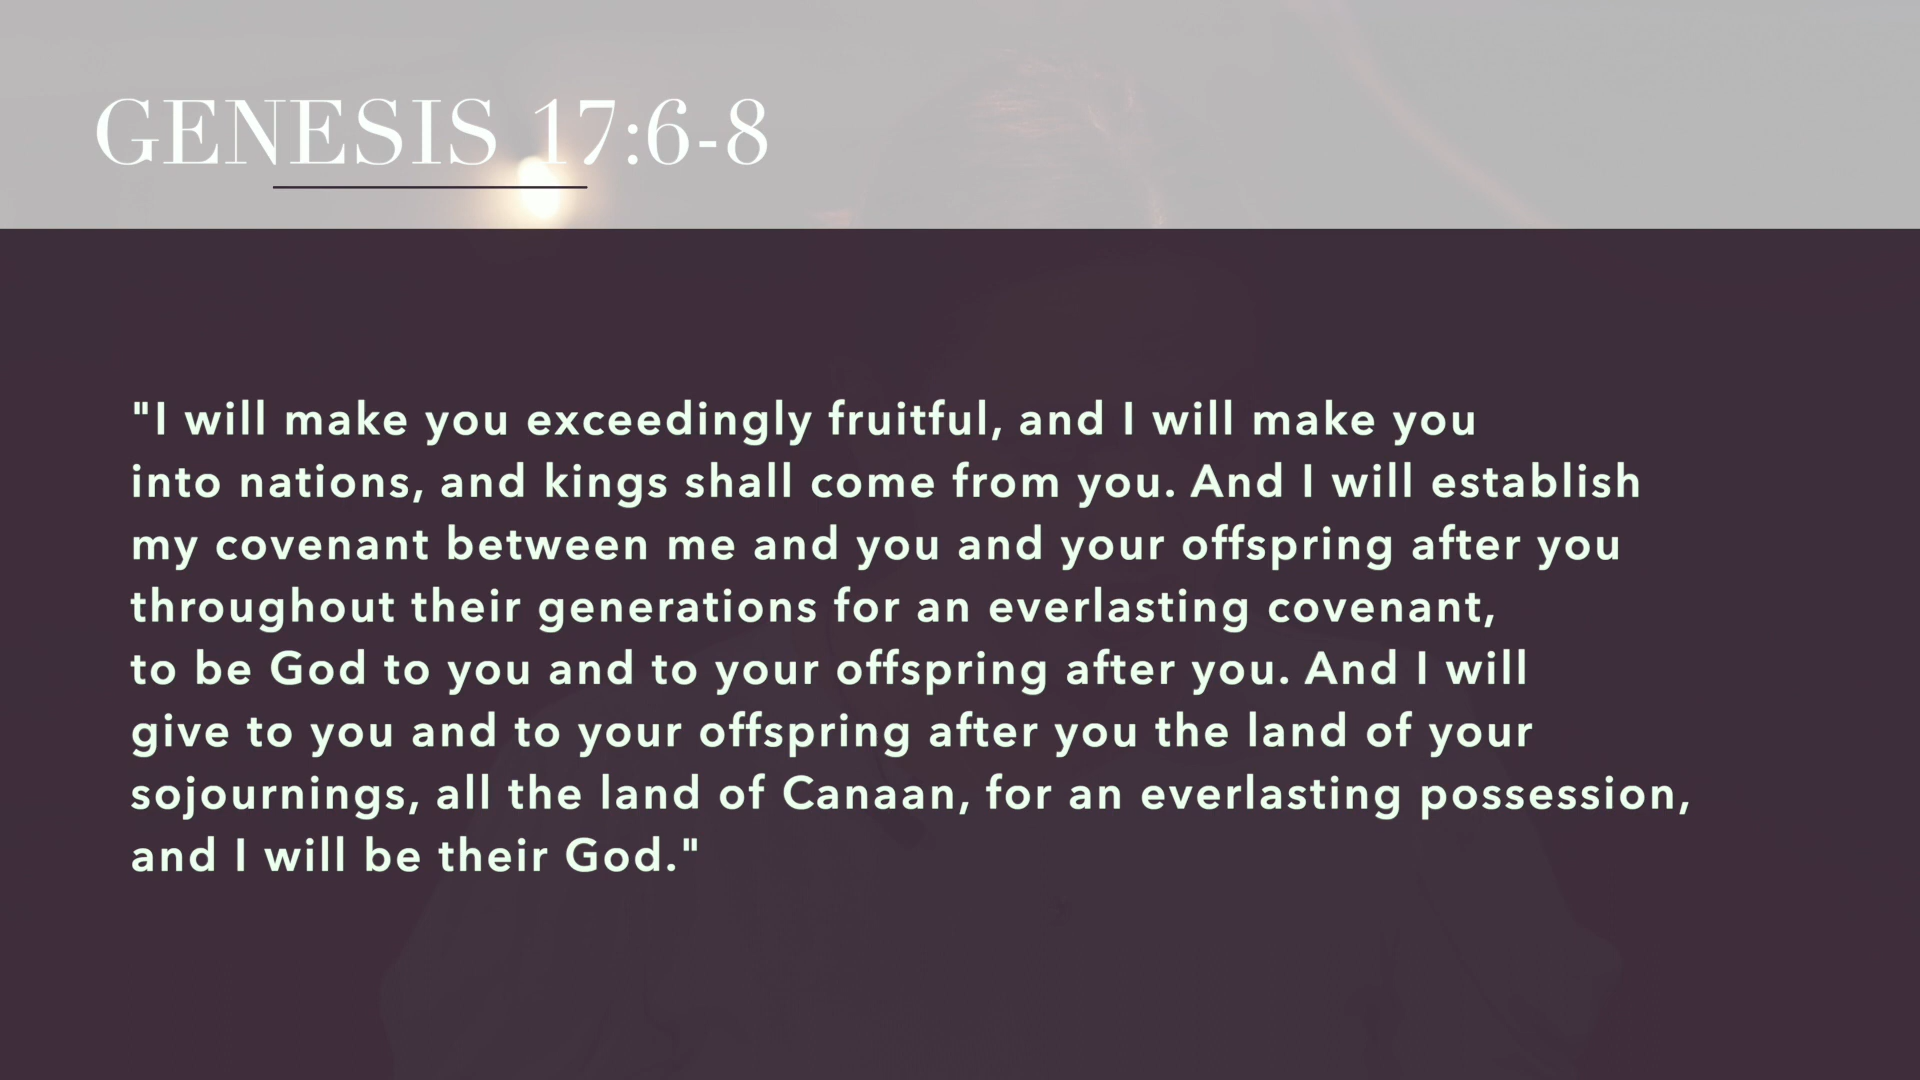 GENESIS 17:6-8
"I will make you exceedingly fruitful, and I will make you
into nations, and kings shall come from you. And I will establish
my covenant between me and you and your offspring after you
throughout their generations for an everlasting covenant,
to be God to you and to your offspring after you. And I will
give to you and to your offspring after you the land of your
sojournings, all the land of Canaan, for an everlasting possession,
and I will be their God."